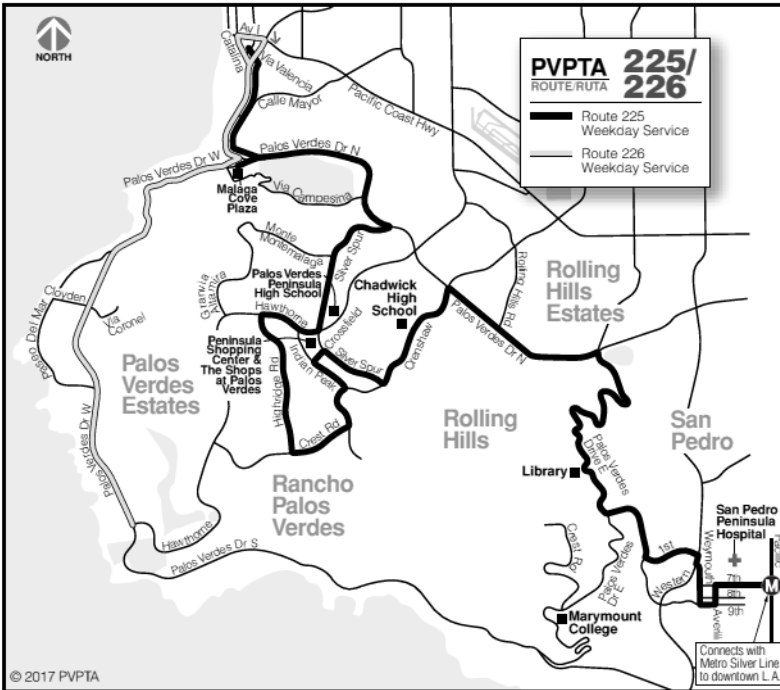 NORTH
PVPTA
ROUTE/RUTA
225/
226
Route 225
Weekday Service
Route 226
Weekday Service
Av I
Catalina
Via Valencia
Calle Mayor
Pacific Coast Hwy
Palos Verdes Dr N
Palos Verdes Dr W
Malaga
Cove
Plaza
Via Campesina
Monte
Montemalaga
Silver Spur
Palos Verdes
Peninsula
High School
Chadwick
High
School
Rolling Hills Rd
Rolling
Hills
Estates
Granvia
Altamira
Hawthorne
Crossfield
Cloyden
Via
Coronel
Paseo Del Mar
Peninsula
Shopping
Center &
The Shops
at Palos
Verdes
Indian Peak
Silver Spur
Crenshaw
Palos Verdes Dr N
Palos
Verdes
Estates
Highridge Rd
Crest Rd
Rolling
Hills
San
Pedro
Palos Verdes Dr W
Rancho
Palos
Verdes
Library
Palos Verdes
Drive E
San Pedro
Peninsula
Hospital
Hawthorne
Palos Verdes Dr S
Crest Rd
Palos Verdes
Dr E
1st
Western
Weymouth
7th
8th
9th
Averill
M
Marymount
College
Connects with
Metro Silver Line
to downtown L.A.
© 2017 PVPTA